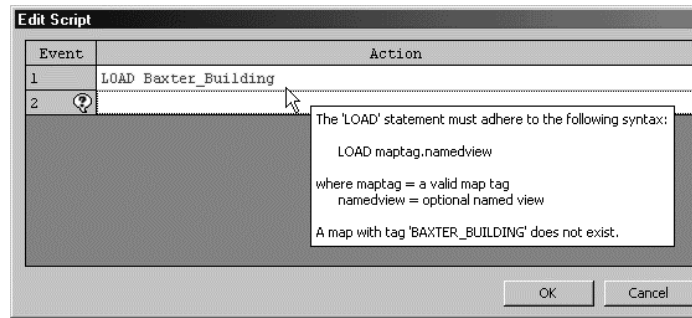 Edit Script
Event Action
1 LOAD Baxter_Building
2
The 'LOAD' statement must adhere to the following syntax:
LOAD maptag.namedview
where maptag = a valid map tag
namedview = optional named view
A map with tag 'BAXTER_BUILDING' does not exist.
OK Cancel